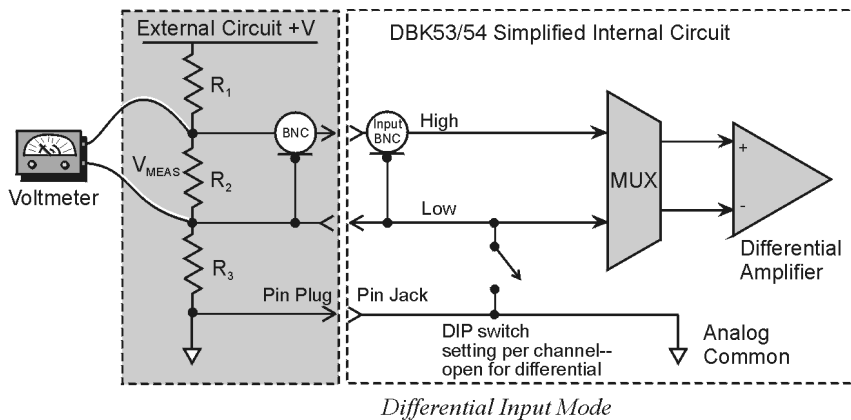 External Circuit +V
DBK53/54 Simplified Internal Circuit
R1
BNC
Input
BNC
High
VMEAS
R2
MUX
+
-
Voltmeter
Low
Differential
Amplifier
R3
Pin Plug
Pin Jack
DIP switch
setting per channel--
open for differential
Analog
Common
Differential Input Mode